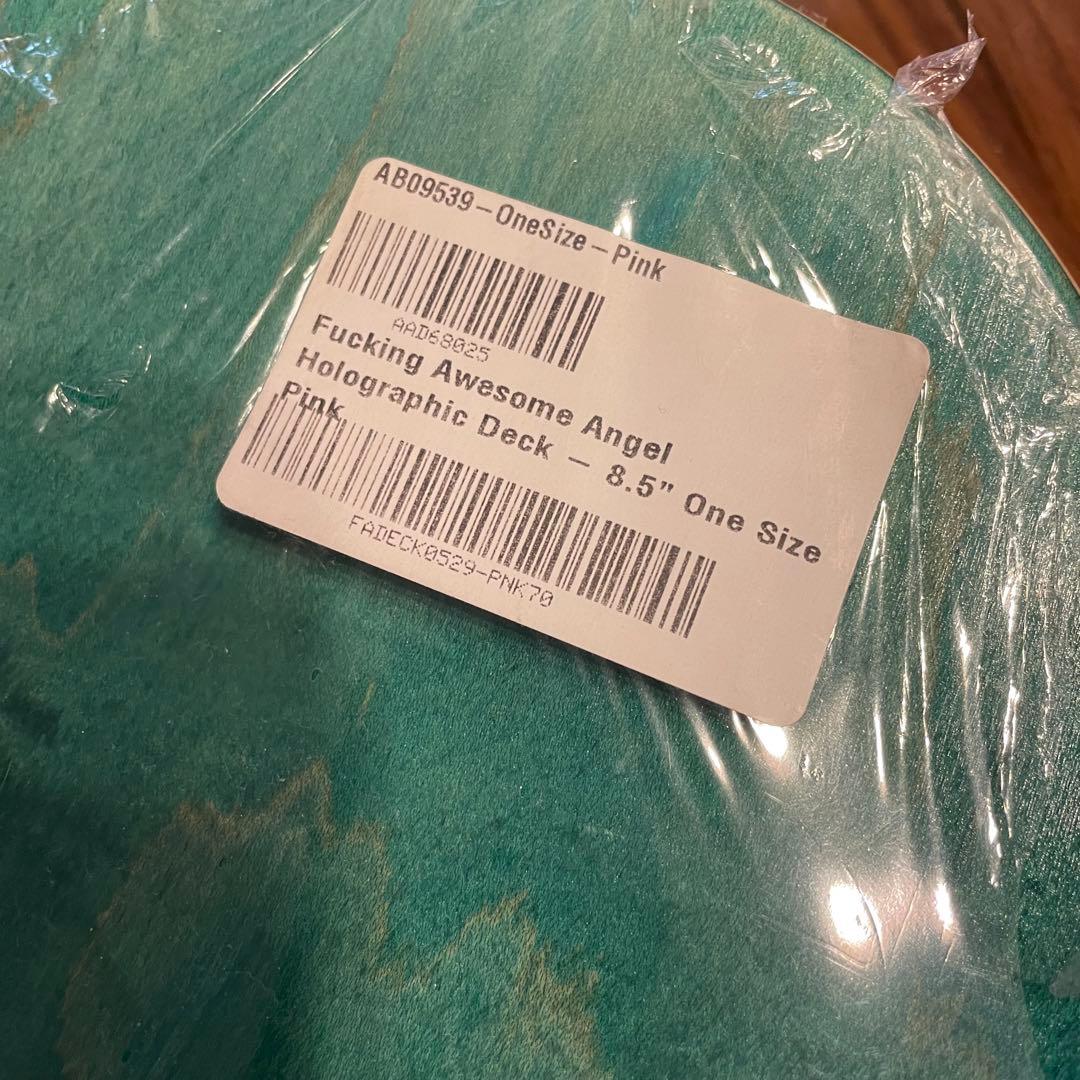 AB09539-OneSize-Pink
AAD68025
Fucking Awesome Angel
Holographic Deck - 8.5" One Size
Pink
FADECK0529-PNK70